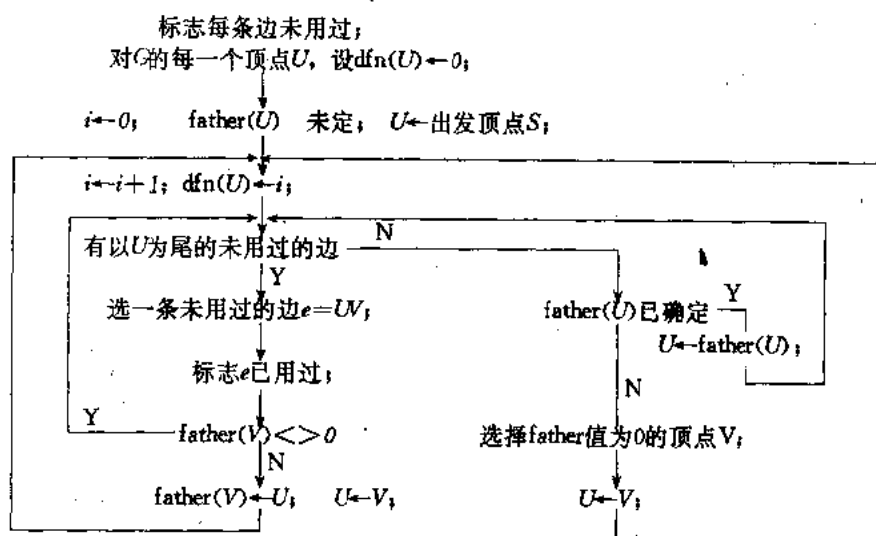 标志每条边未用过;
对G的每一个顶点U, 设dfn(U)←0;
i←0; father(U) 未定; U←出发顶点S;
i←i+1; dfn(U)←i;
有以U为尾的未用过的边 N
Y
选一条未用过的边e=UV;
father(U)已确定 Y
U←father(U);
标志e已用过;
N
Y father(V)<>0
选择father值为0的顶点V;
N
father(V)←U; U←V;
U←V;